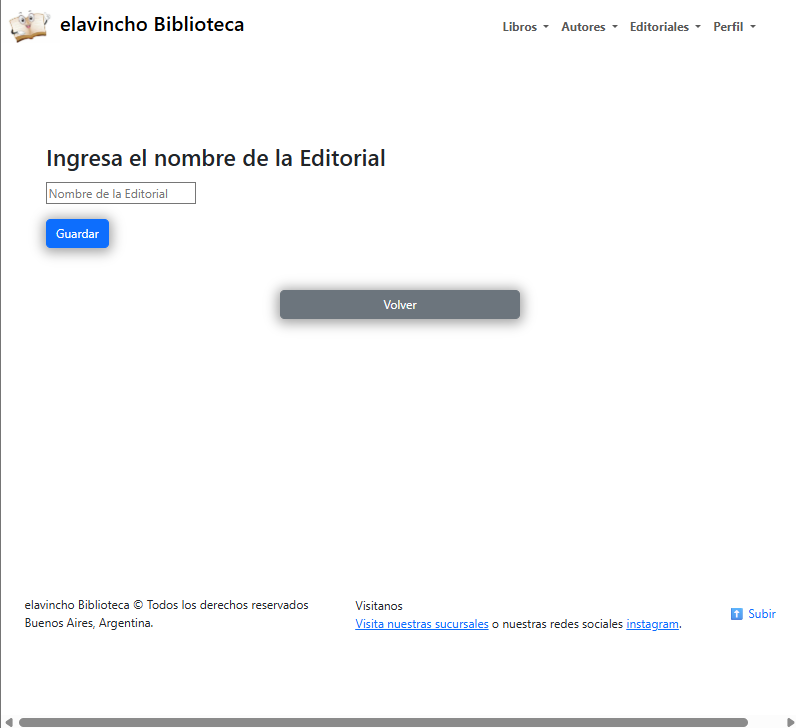 elavincho Biblioteca
Libros Autores Editoriales Perfil
Ingresa el nombre de la Editorial
Nombre de la Editorial
Guardar
Volver
elavincho Biblioteca © Todos los derechos reservados
Buenos Aires, Argentina.
Visitanos
Visita nuestras sucursales o nuestras redes sociales instagram.
Subir